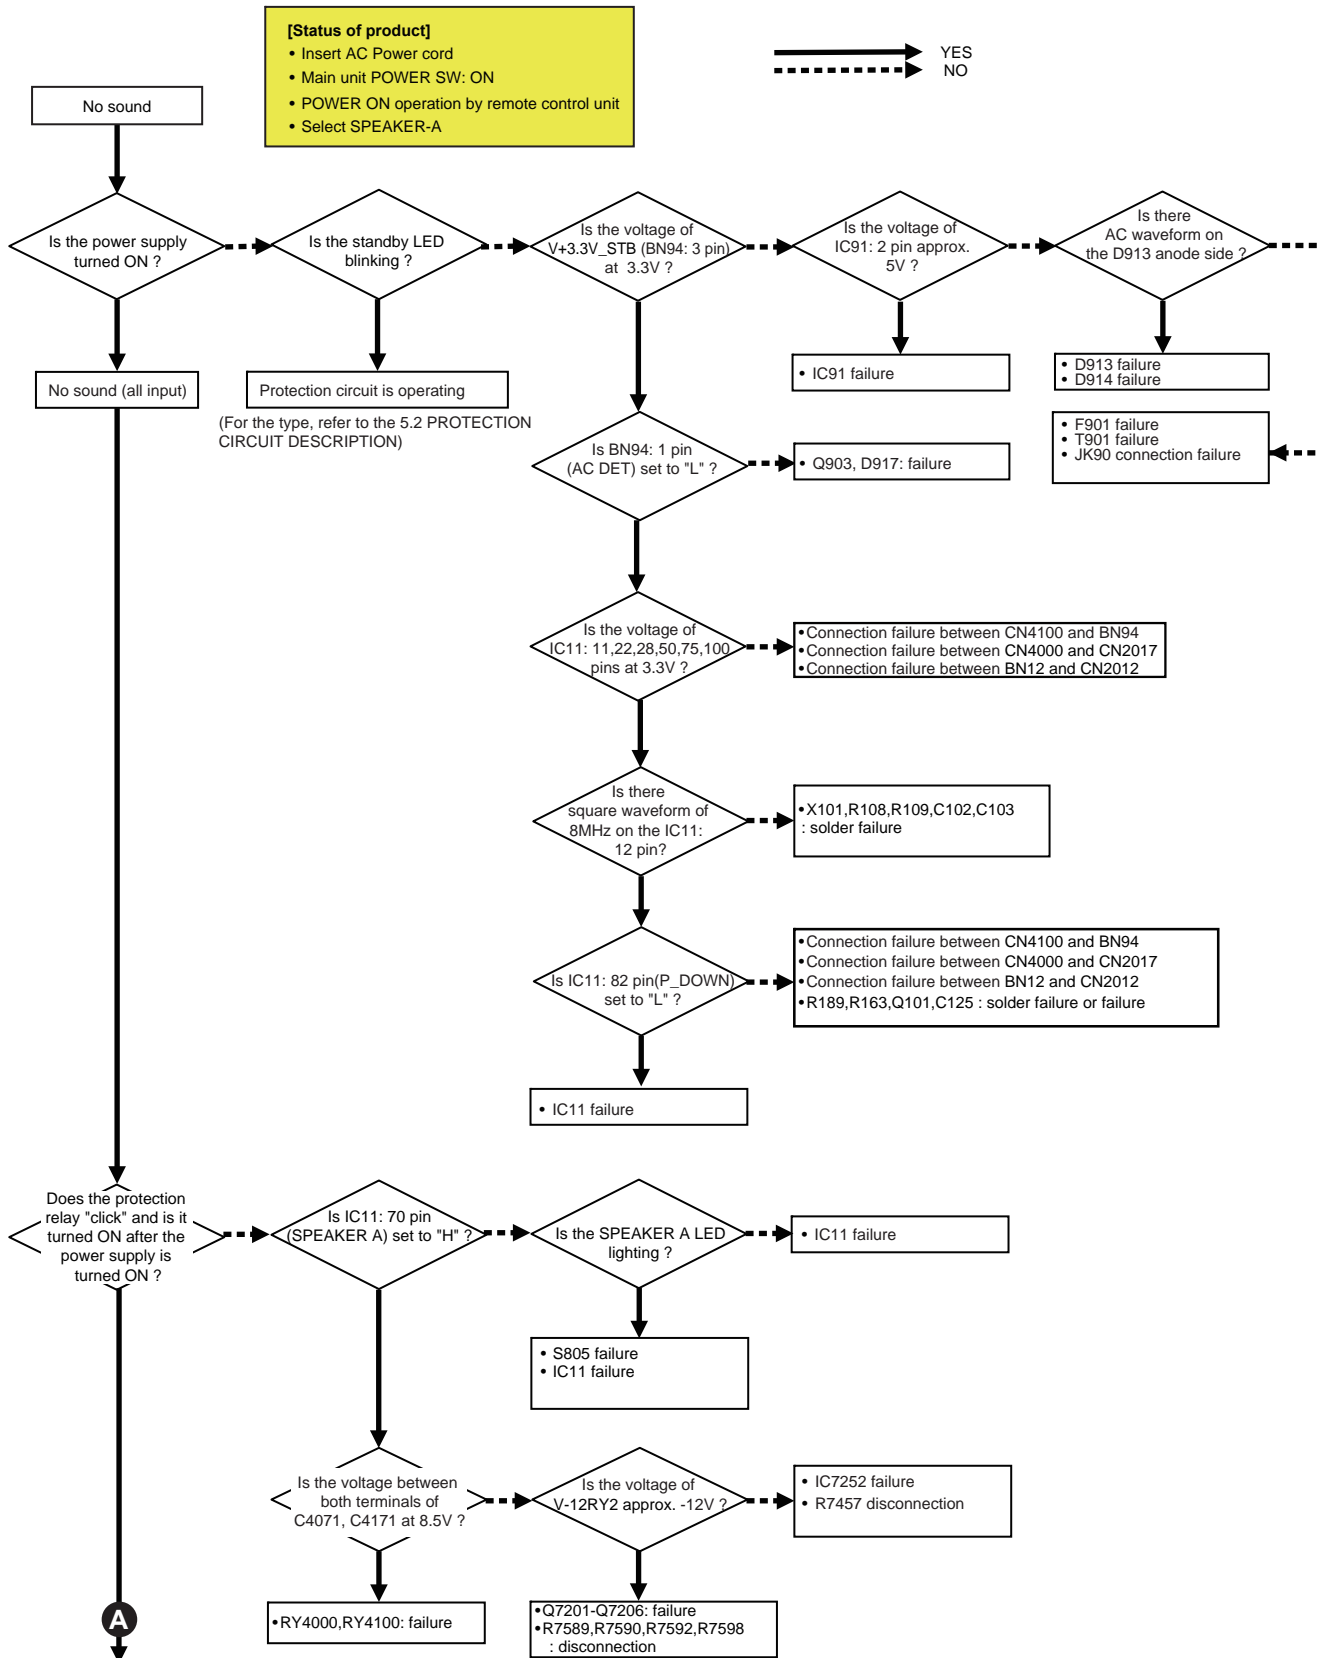 [Status of product]
• Insert AC Power cord
• Main unit POWER SW: ON
• POWER ON operation by remote control unit
• Select SPEAKER-A
YES
NO
No sound
Is the power supply
turned ON ?
Is the standby LED
blinking ?
Is the voltage of
V+3.3V_STB (BN94: 3 pin)
at 3.3V ?
Is the voltage of
IC91: 2 pin approx.
5V ?
Is there
AC waveform on
the D913 anode side ?
No sound (all input)
Protection circuit is operating
(For the type, refer to the 5.2 PROTECTION
CIRCUIT DESCRIPTION)
• IC91 failure
• D913 failure
• D914 failure
• F901 failure
• T901 failure
• JK90 connection failure
Is BN94: 1 pin
(AC DET) set to "L" ?
• Q903, D917: failure
Is the voltage of
IC11: 11,22,28,50,75,100
pins at 3.3V ?
•Connection failure between CN4100 and BN94
•Connection failure between CN4000 and CN2017
•Connection failure between BN12 and CN2012
Is there
square waveform of
8MHz on the IC11:
12 pin?
•X101,R108,R109,C102,C103
: solder failure
Is IC11: 82 pin(P_DOWN)
set to "L" ?
•Connection failure between CN4100 and BN94
•Connection failure between CN4000 and CN2017
•Connection failure between BN12 and CN2012
•R189,R163,Q101,C125 : solder failure or failure
• IC11 failure
Does the protection
relay "click" and is it
turned ON after the
power supply is
turned ON ?
Is IC11: 70 pin
(SPEAKER A) set to "H" ?
Is the SPEAKER A LED
lighting ?
• IC11 failure
• S805 failure
• IC11 failure
Is the voltage between
both terminals of
C4071, C4171 at 8.5V ?
Is the voltage of
V-12RY2 approx. -12V ?
• IC7252 failure
• R7457 disconnection
•RY4000,RY4100: failure
•Q7201-Q7206: failure
•R7589,R7590,R7592,R7598
: disconnection
A